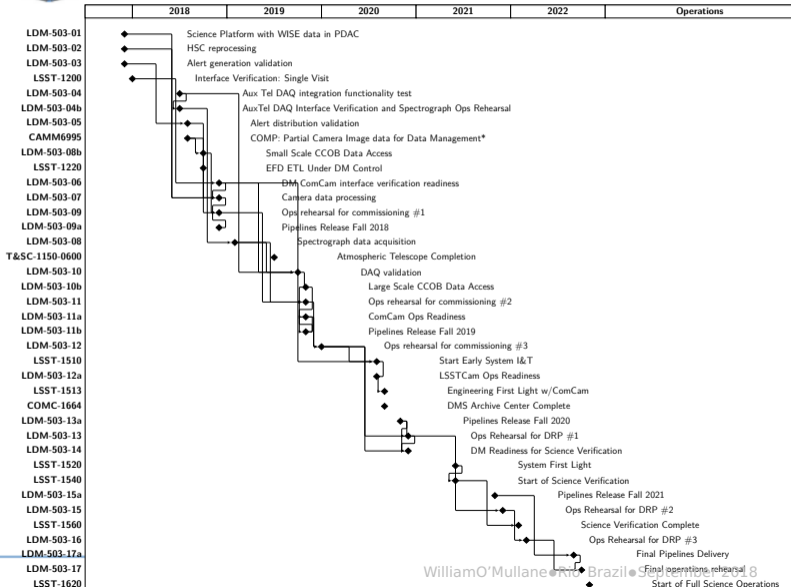 2018 2019 2020 2021 2022 Operations
LDM-503-01 Science Platform with WISE data in PDAC
LDM-503-02 HSC reprocessing
LDM-503-03 Alert generation validation
LSST-1200 Interface Verification: Single Visit
LDM-503-04 Aux Tel DAQ integration functionality test
LDM-503-04b AuxTel DAQ Interface Verification and Spectrograph Ops Rehearsal
LDM-503-05 Alert distribution validation
CAMM6995 COMP: Partial Camera Image data for Data Management*
LDM-503-08b Small Scale CCOB Data Access
LSST-1220 EFD ETL Under DM Control
LDM-503-06 DM ComCam interface verification readiness
LDM-503-07 Camera data processing
LDM-503-09 Ops rehearsal for commissioning #1
LDM-503-09a Pipelines Release Fall 2018
LDM-503-08 Spectrograph data acquisition
T&SC-1150-0600 Atmospheric Telescope Completion
LDM-503-10 DAQ validation
LDM-503-10b Large Scale CCOB Data Access
LDM-503-11 Ops rehearsal for commissioning #2
LDM-503-11a ComCam Ops Readiness
LDM-503-11b Pipelines Release Fall 2019
LDM-503-12 Ops rehearsal for commissioning #3
LSST-1510 Start Early System I&T
LDM-503-12a LSSTCam Ops Readiness
LSST-1513 Engineering First Light w/ComCam
COMC-1664 DMS Archive Center Complete
LDM-503-13a Pipelines Release Fall 2020
LDM-503-13 Ops Rehearsal for DRP #1
LDM-503-14 DM Readiness for Science Verification
LSST-1520 System First Light
LSST-1540 Start of Science Verification
LDM-503-15a Pipelines Release Fall 2021
LDM-503-15 Ops Rehearsal for DRP #2
LSST-1560 Science Verification Complete
LDM-503-16 Ops Rehearsal for DRP #3
LDM-503-17a Final Pipelines Delivery
LDM-503-17 Final operations rehearsal
WilliamO'Mullane●Rio Brazil●September 2018
LSST-1620 Start of Full Science Operations